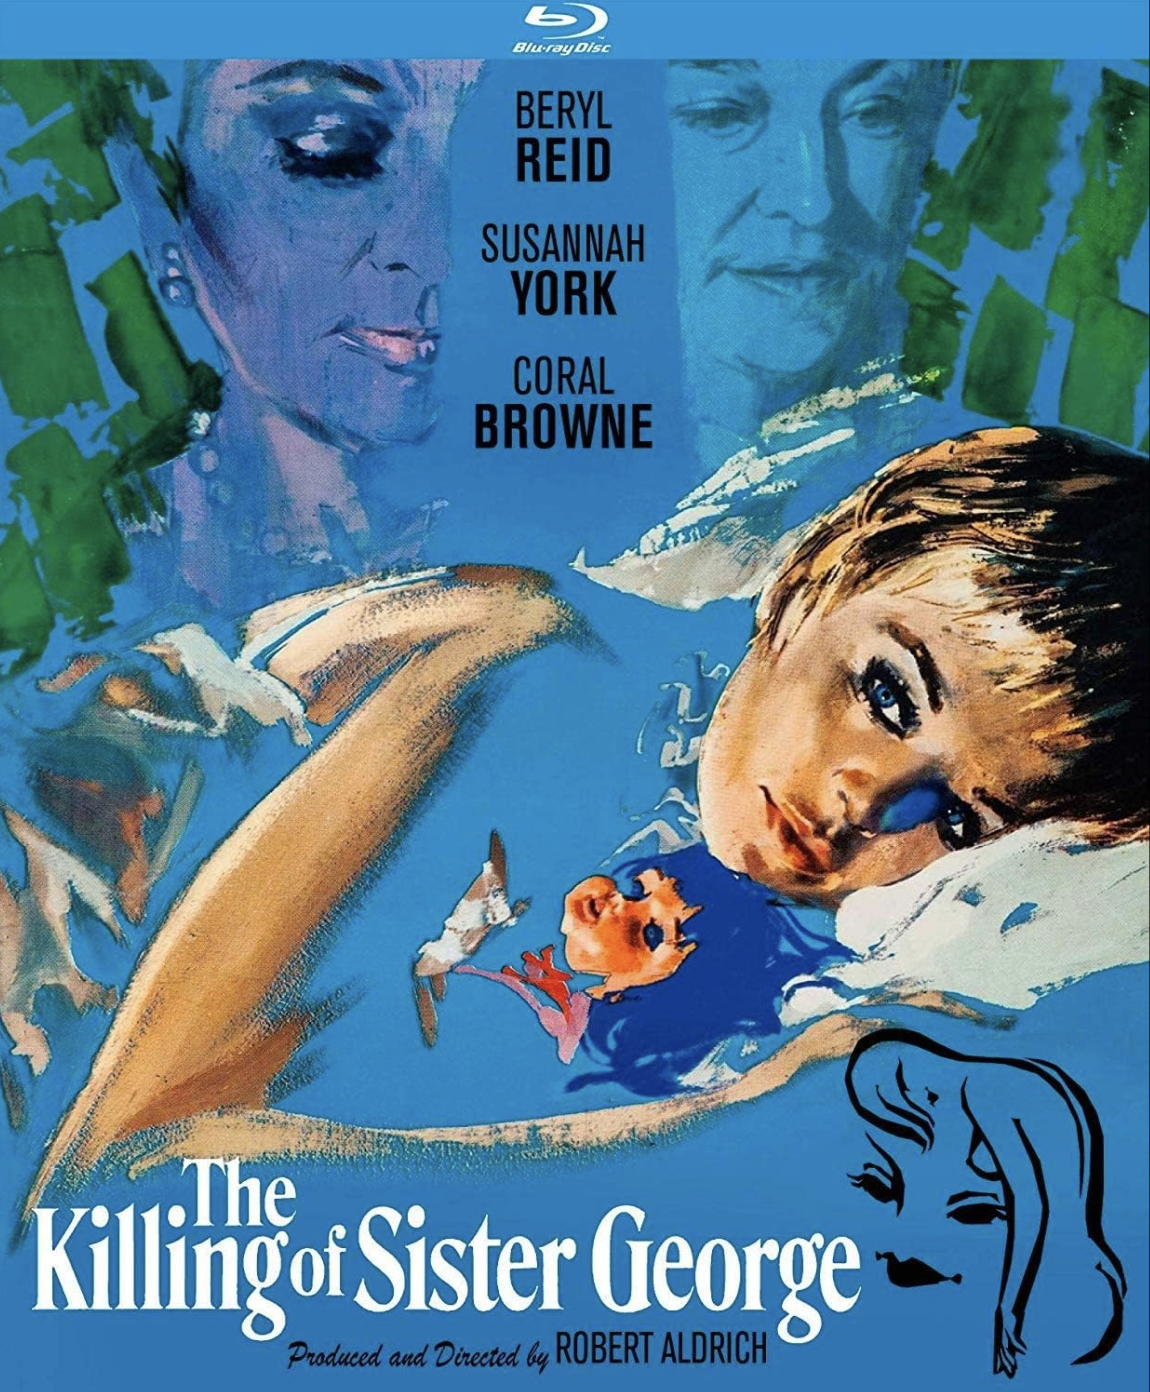 Blu-ray Disc
BERYL
REID
SUSANNAH
YORK
CORAL
BROWNE
The
Killing of Sister George
Produced and Directed by ROBERT ALDRICH